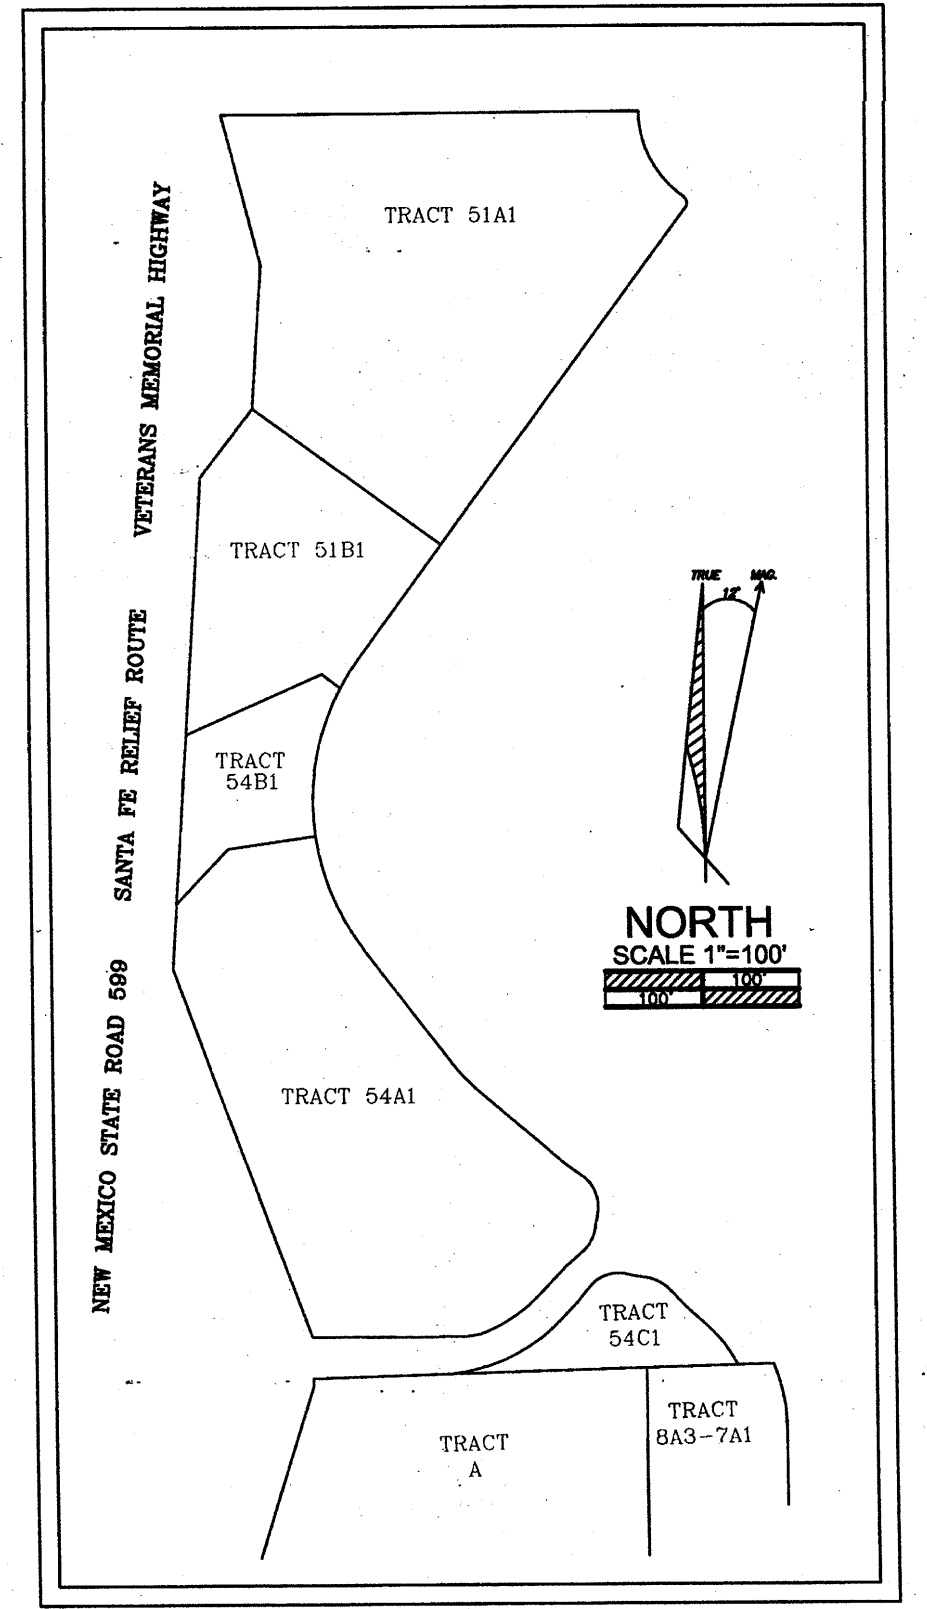 TRACT 51A1
VETERANS MEMORIAL HIGHWAY
TRACT 51B1
SANTA FE RELIEF ROUTE
TRACT
54B1
TRUE MAG.
12°
NORTH
SCALE 1"=100'
100'
100'
NEW MEXICO STATE ROAD 599
TRACT 54A1
TRACT
54C1
TRACT
A
TRACT
8A3-7A1